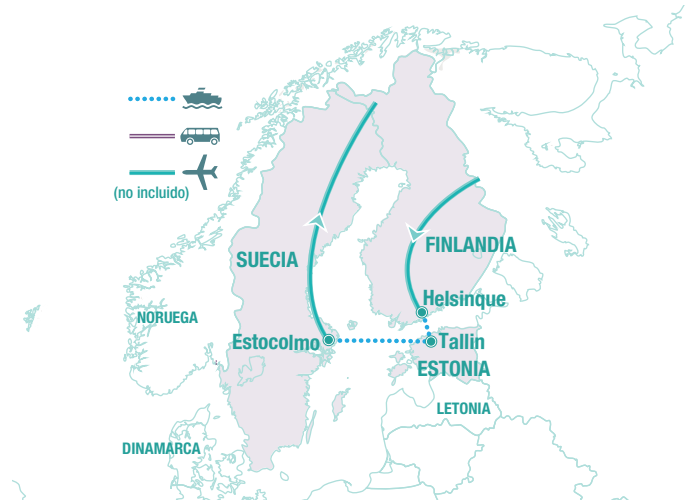 (no incluido)
SUECIA
FINLANDIA
Helsinque
NORUEGA
Estocolmo
Tallin
ESTONIA
LETONIA
DINAMARCA